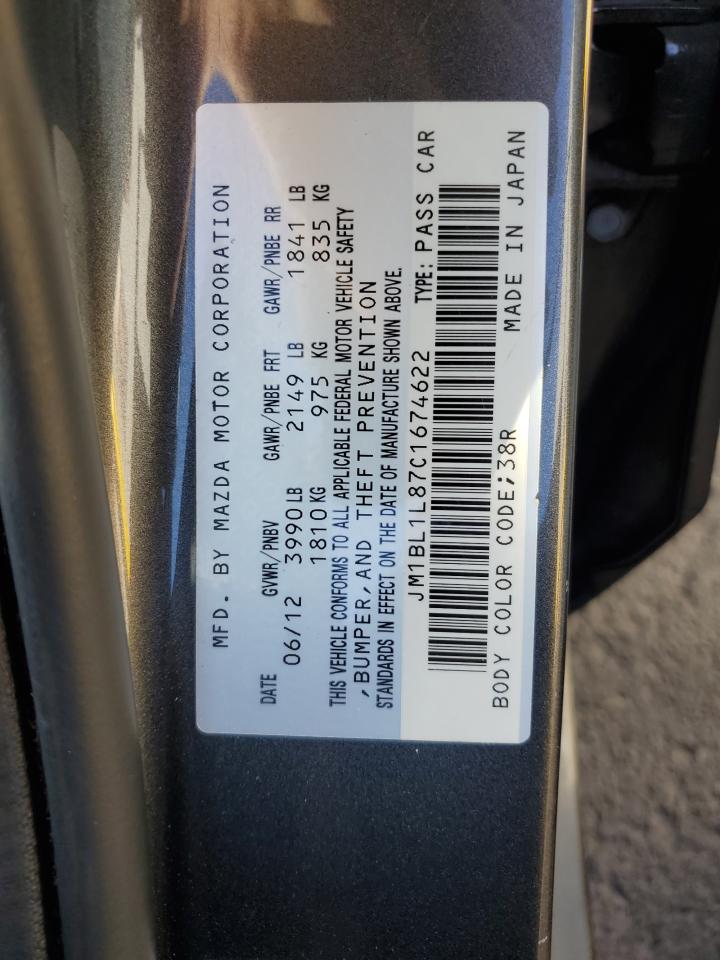 MFD. BY MAZDA MOTOR CORPORATION
DATE GVWR/PNBV GAWR/PNBE FRT GAWR/PNBE RR
06/12 3990 LB 2149 LB 1841 LB
1810 KG 975 KG 835 KG
THIS VEHICLE CONFORMS TO ALL APPLICABLE FEDERAL MOTOR VEHICLE SAFETY
,BUMPER,AND THEFT PREVENTION
STANDARDS IN EFFECT ON THE DATE OF MANUFACTURE SHOWN ABOVE.
JM1BL1L87C1674622 TYPE: PASS CAR
BODY COLOR CODE;38R MADE IN JAPAN